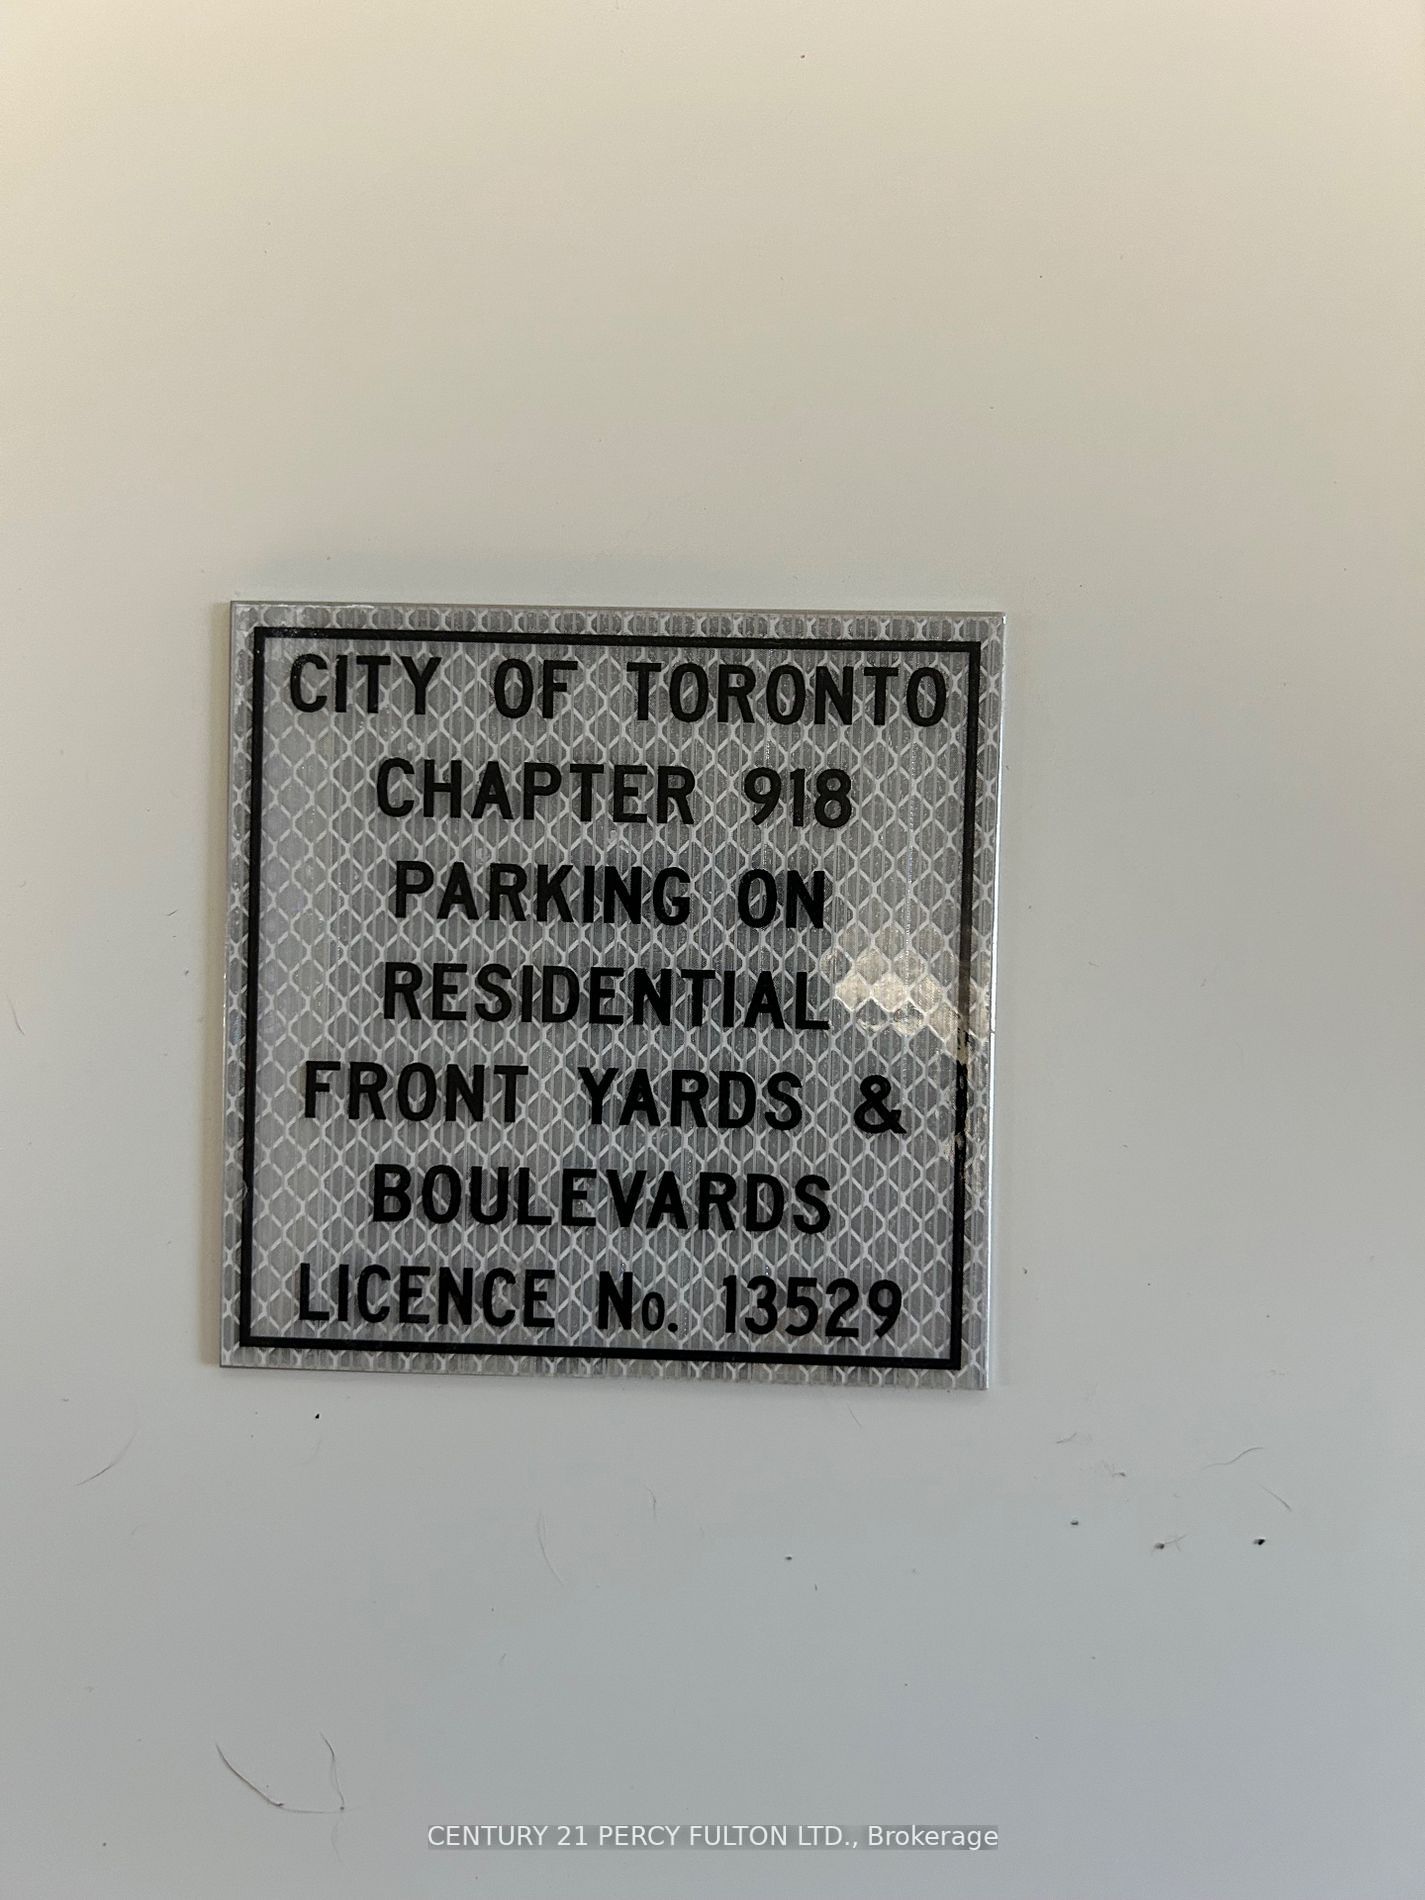 CITY OF TORONTO
CHAPTER 918
PARKING ON
RESIDENTIAL
FRONT YARDS &
BOULEVARDS
LICENCE No. 13529
CENTURY 21 PERCY FULTON LTD., Brokerage